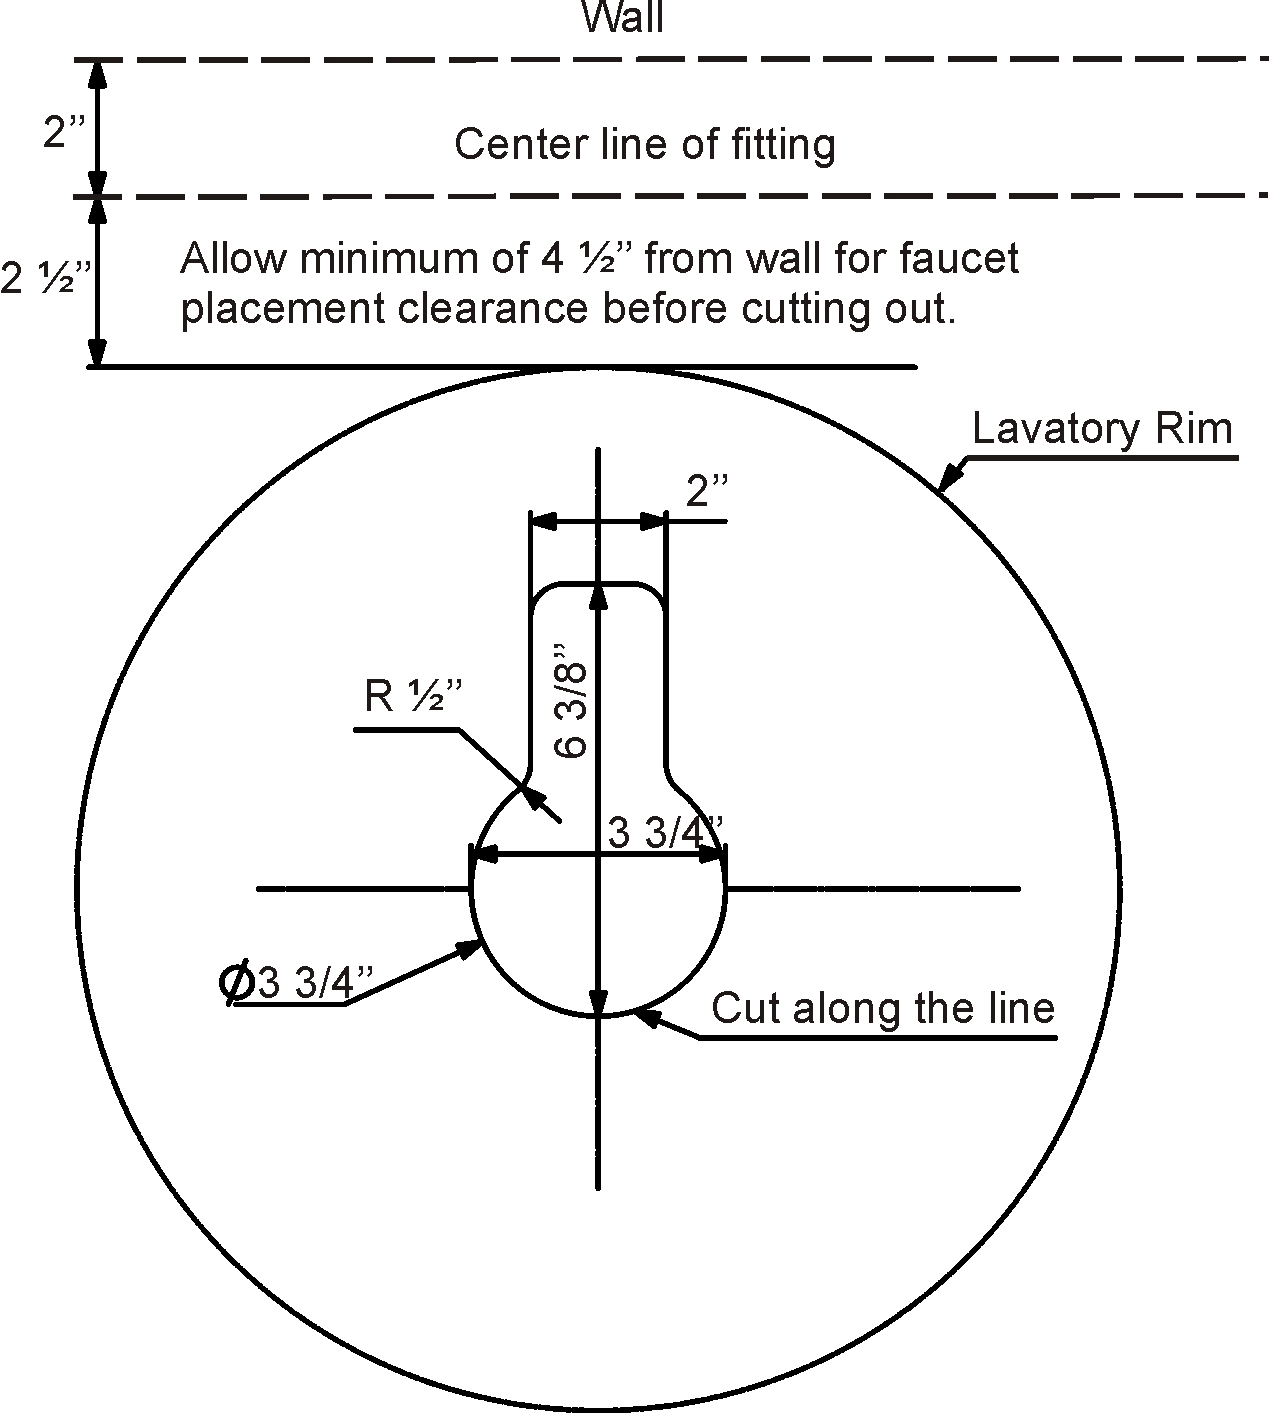 Wall
2”
Center line of fitting
2 ½”
Allow minimum of 4 ½” from wall for faucet
placement clearance before cutting out.
Lavatory Rim
2”
R ½”
6 3/8”
3 3/4”
Ø3 3/4”
Cut along the line